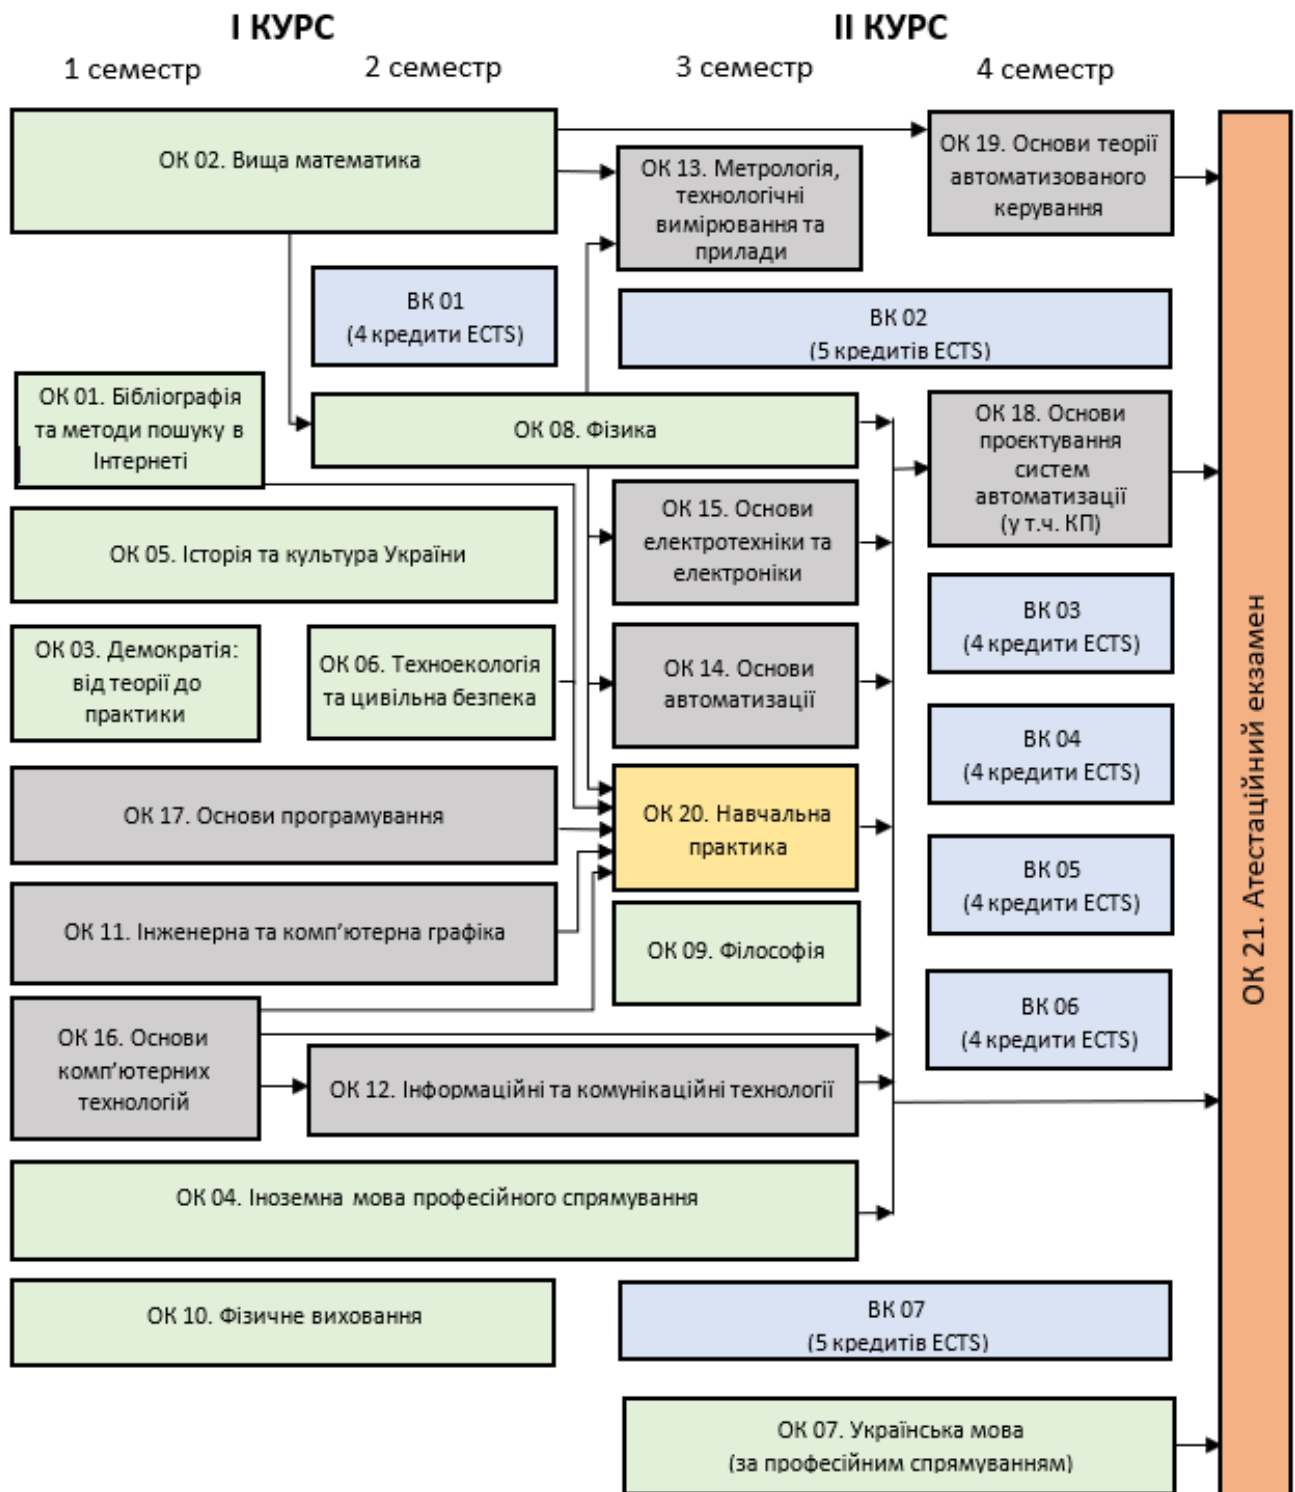 І КУРС
ІІ КУРС
1 семестр
2 семестр
3 семестр
4 семестр
ОК 02. Вища математика
ОК 13. Метрологія,
технологічні
вимірювання та
прилади
ОК 19. Основи теорії
автоматизованого
керування
ВК 01
(4 кредити ECTS)
ВК 02
(5 кредитів ECTS)
ОК 01. Бібліографія
та методи пошуку в
Інтернеті
ОК 08. Фізика
ОК 18. Основи
проєктування
систем
автоматизації
(у т.ч. КП)
ОК 05. Історія та культура України
ОК 15. Основи
електротехніки та
електроніки
ВК 03
(4 кредити ECTS)
ОК 03. Демократія:
від теорії до
практики
ОК 06. Техноекологія
та цивільна безпека
ОК 14. Основи
автоматизації
ВК 04
(4 кредити ECTS)
ОК 17. Основи програмування
ОК 20. Навчальна
практика
ВК 05
(4 кредити ECTS)
ОК 11. Інженерна та комп’ютерна графіка
ОК 09. Філософія
ВК 06
(4 кредити ECTS)
ОК 16. Основи
комп’ютерних
технологій
ОК 12. Інформаційні та комунікаційні технології
ОК 04. Іноземна мова професійного спрямування
ОК 10. Фізичне виховання
ВК 07
(5 кредитів ECTS)
ОК 07. Українська мова
(за професійним спрямуванням)
ОК 21. Атестаційний екзамен